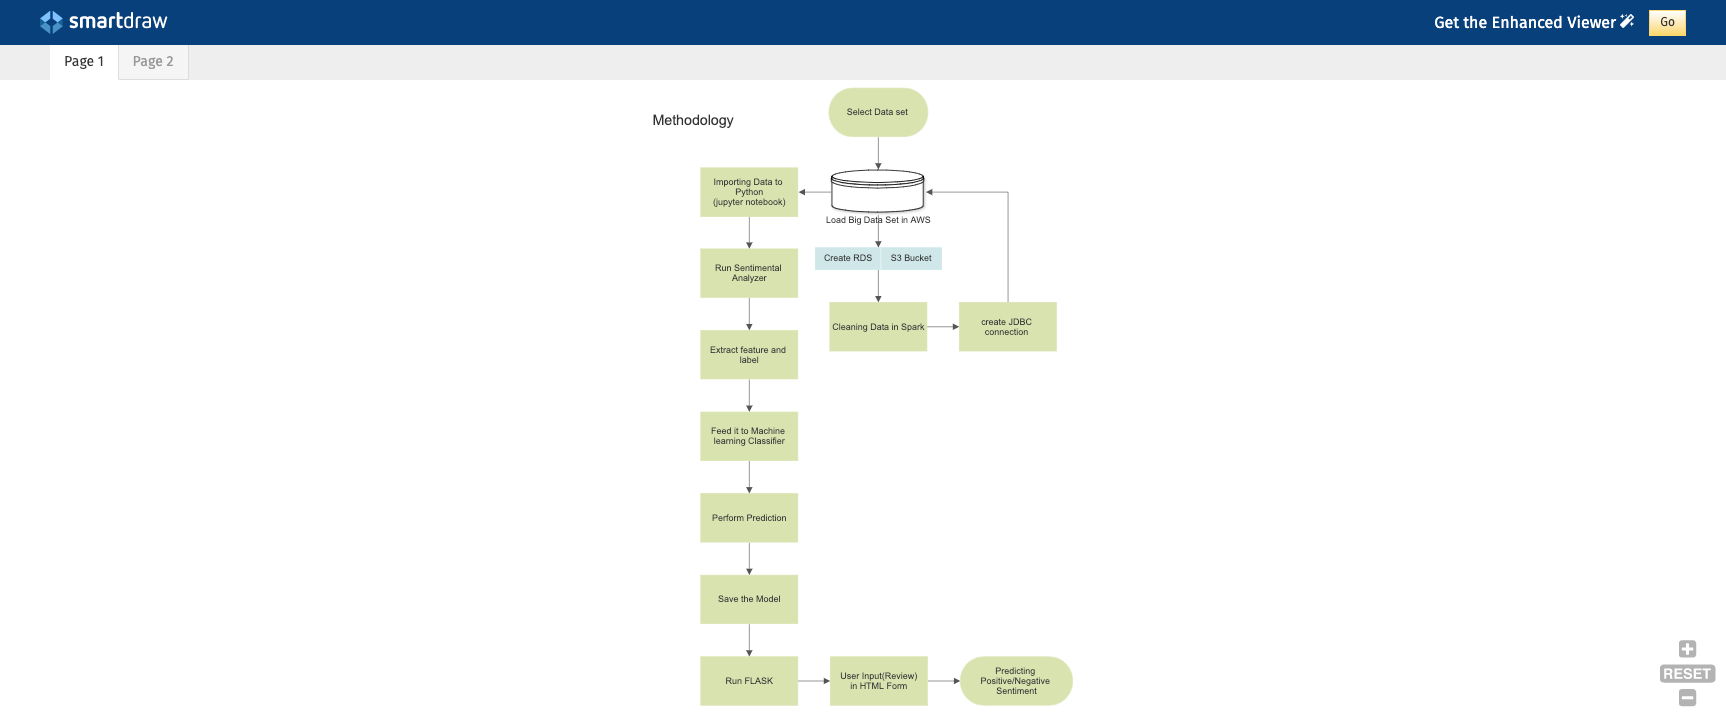 smartdraw
Get the Enhanced Viewer
Go
Page 1
Page 2
Methodology
Select Data set
Importing Data to
Python
(jupyter notebook)
Load Big Data Set in AWS
Create RDS
S3 Bucket
Run Sentimental
Analyzer
Cleaning Data in Spark
create JDBC
connection
Extract feature and
label
Feed it to Machine
learning Classifier
Perform Prediction
Save the Model
Run FLASK
User Input(Review)
in HTML Form
Predicting
Positive/Negative
Sentiment
RESET